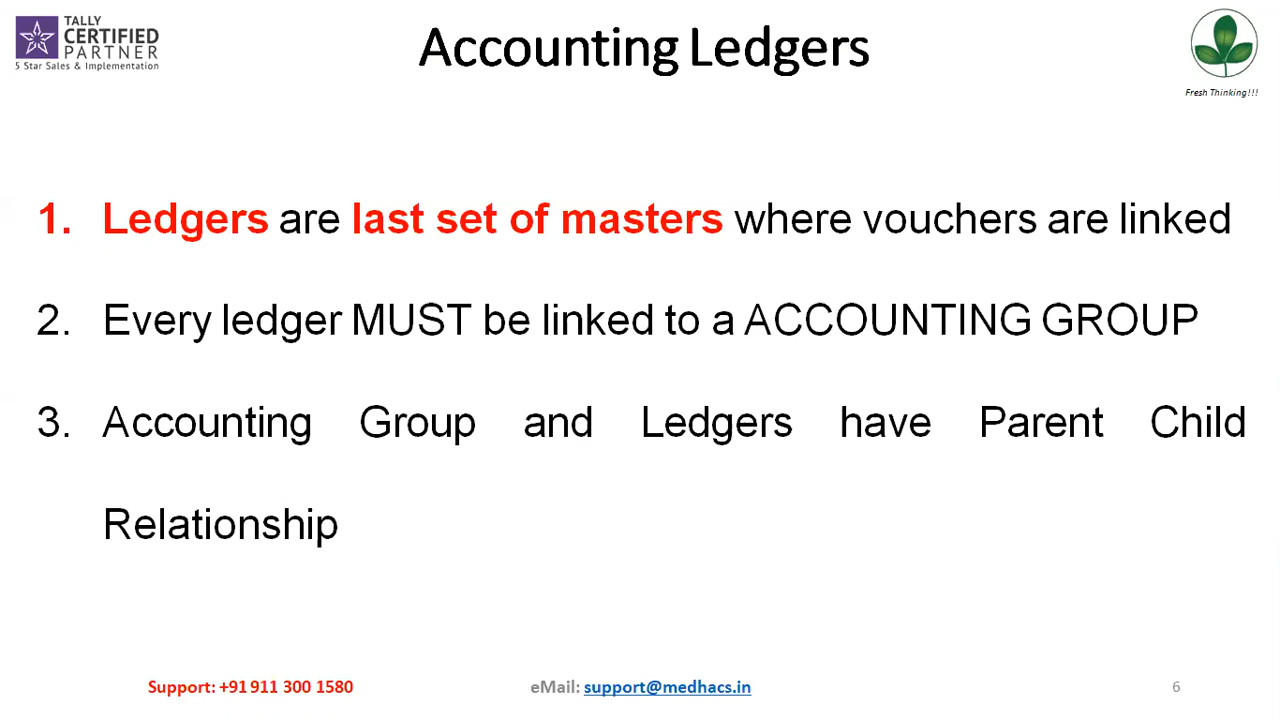 TALLY
CERTIFIED
PARTNER
5 Star Sales & Implementation
Accounting Ledgers
Fresh Thinking!!!
1. Ledgers are last set of masters where vouchers are linked
2. Every ledger MUST be linked to a ACCOUNTING GROUP
3. Accounting Group and Ledgers have Parent Child
Relationship
Support: +91 911 300 1580
eMail: support@medhacs.in
6